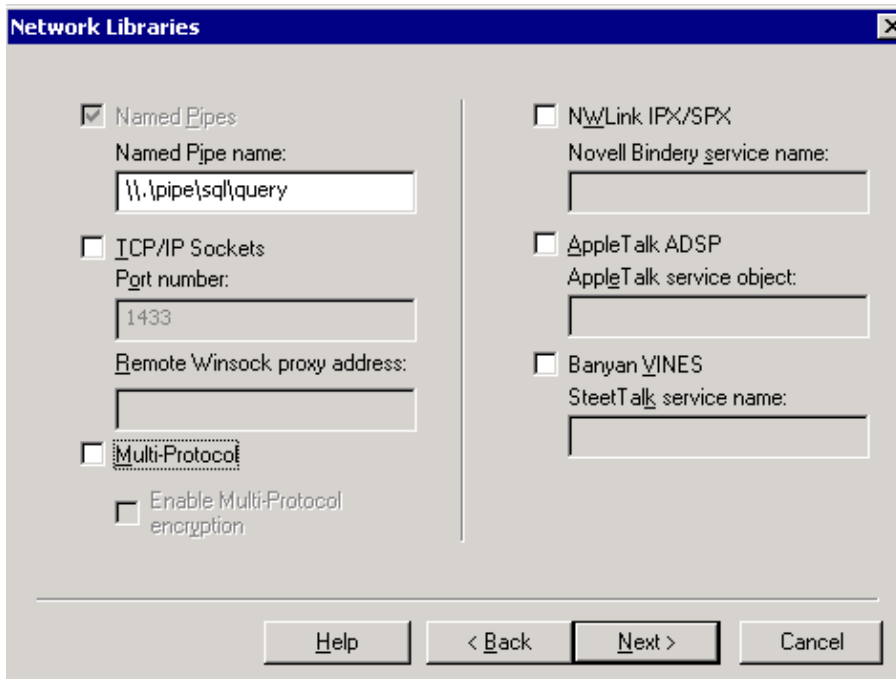 Network Libraries
Named Pipes
Named Pipe name:
\\.\pipe\sql\query
TCP/IP Sockets
Port number:
1433
Remote Winsock proxy address:
Multi-Protocol
Enable Multi-Protocol
encryption
NWLink IPX/SPX
Novell Bindery service name:
AppleTalk ADSP
AppleTalk service object:
Banyan VINES
SteetTalk service name:
Help
< Back
Next >
Cancel